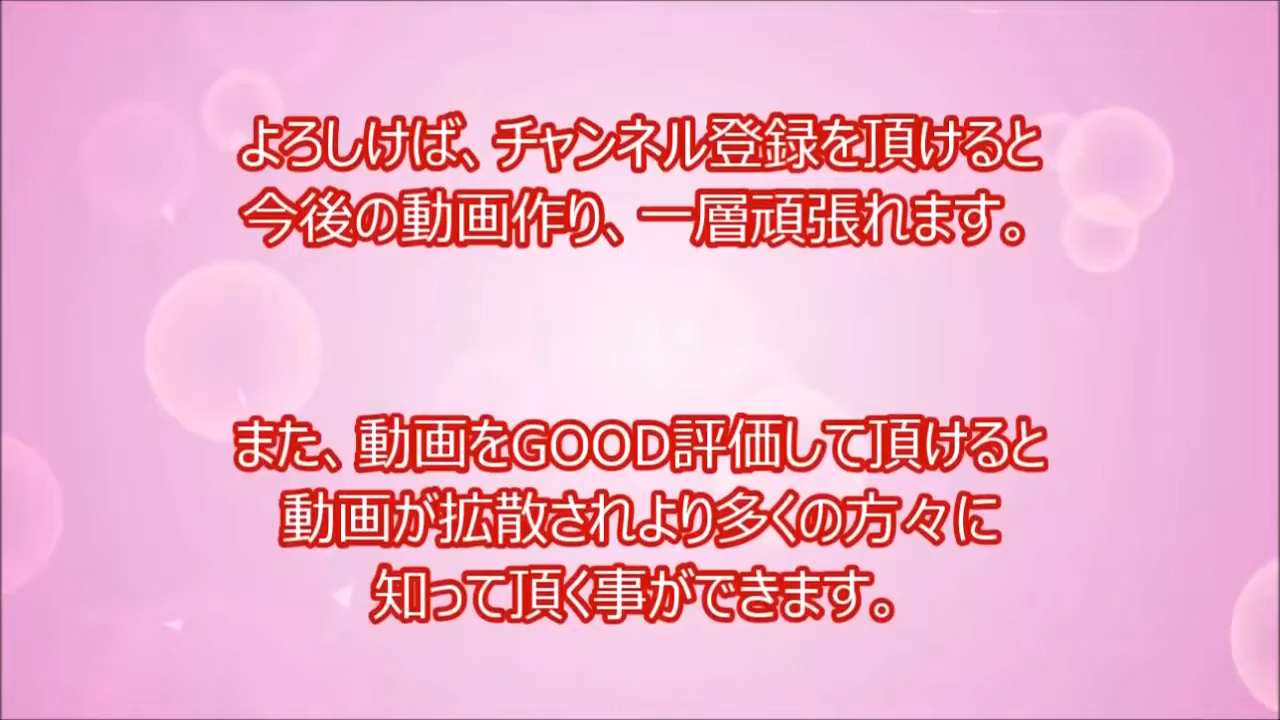 よろしけば、チャンネル登録を頂けると
今後の動画作り、一層頑張れます。
また、動画をGOOD評価して頂けると
動画が拡散されより多くの方々に
知って頂く事ができます。